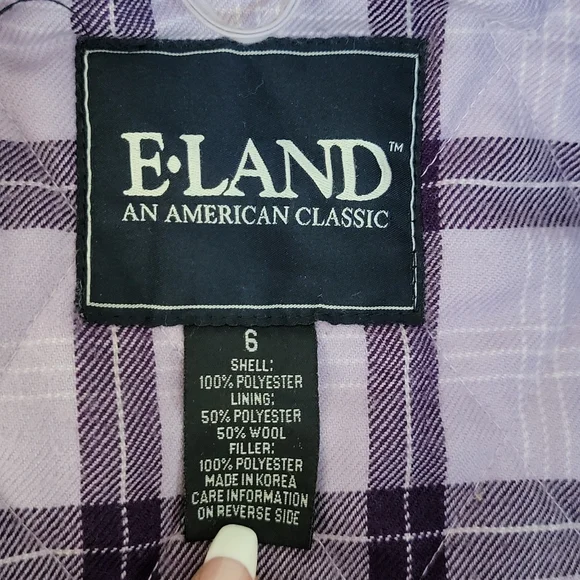 E•LAND™
AN AMERICAN CLASSIC
6
SHELL:
100% POLYESTER
LINING:
50% POLYESTER
50% WOOL
FILLER:
100% POLYESTER
MADE IN KOREA
CARE INFORMATION
ON REVERSE SIDE